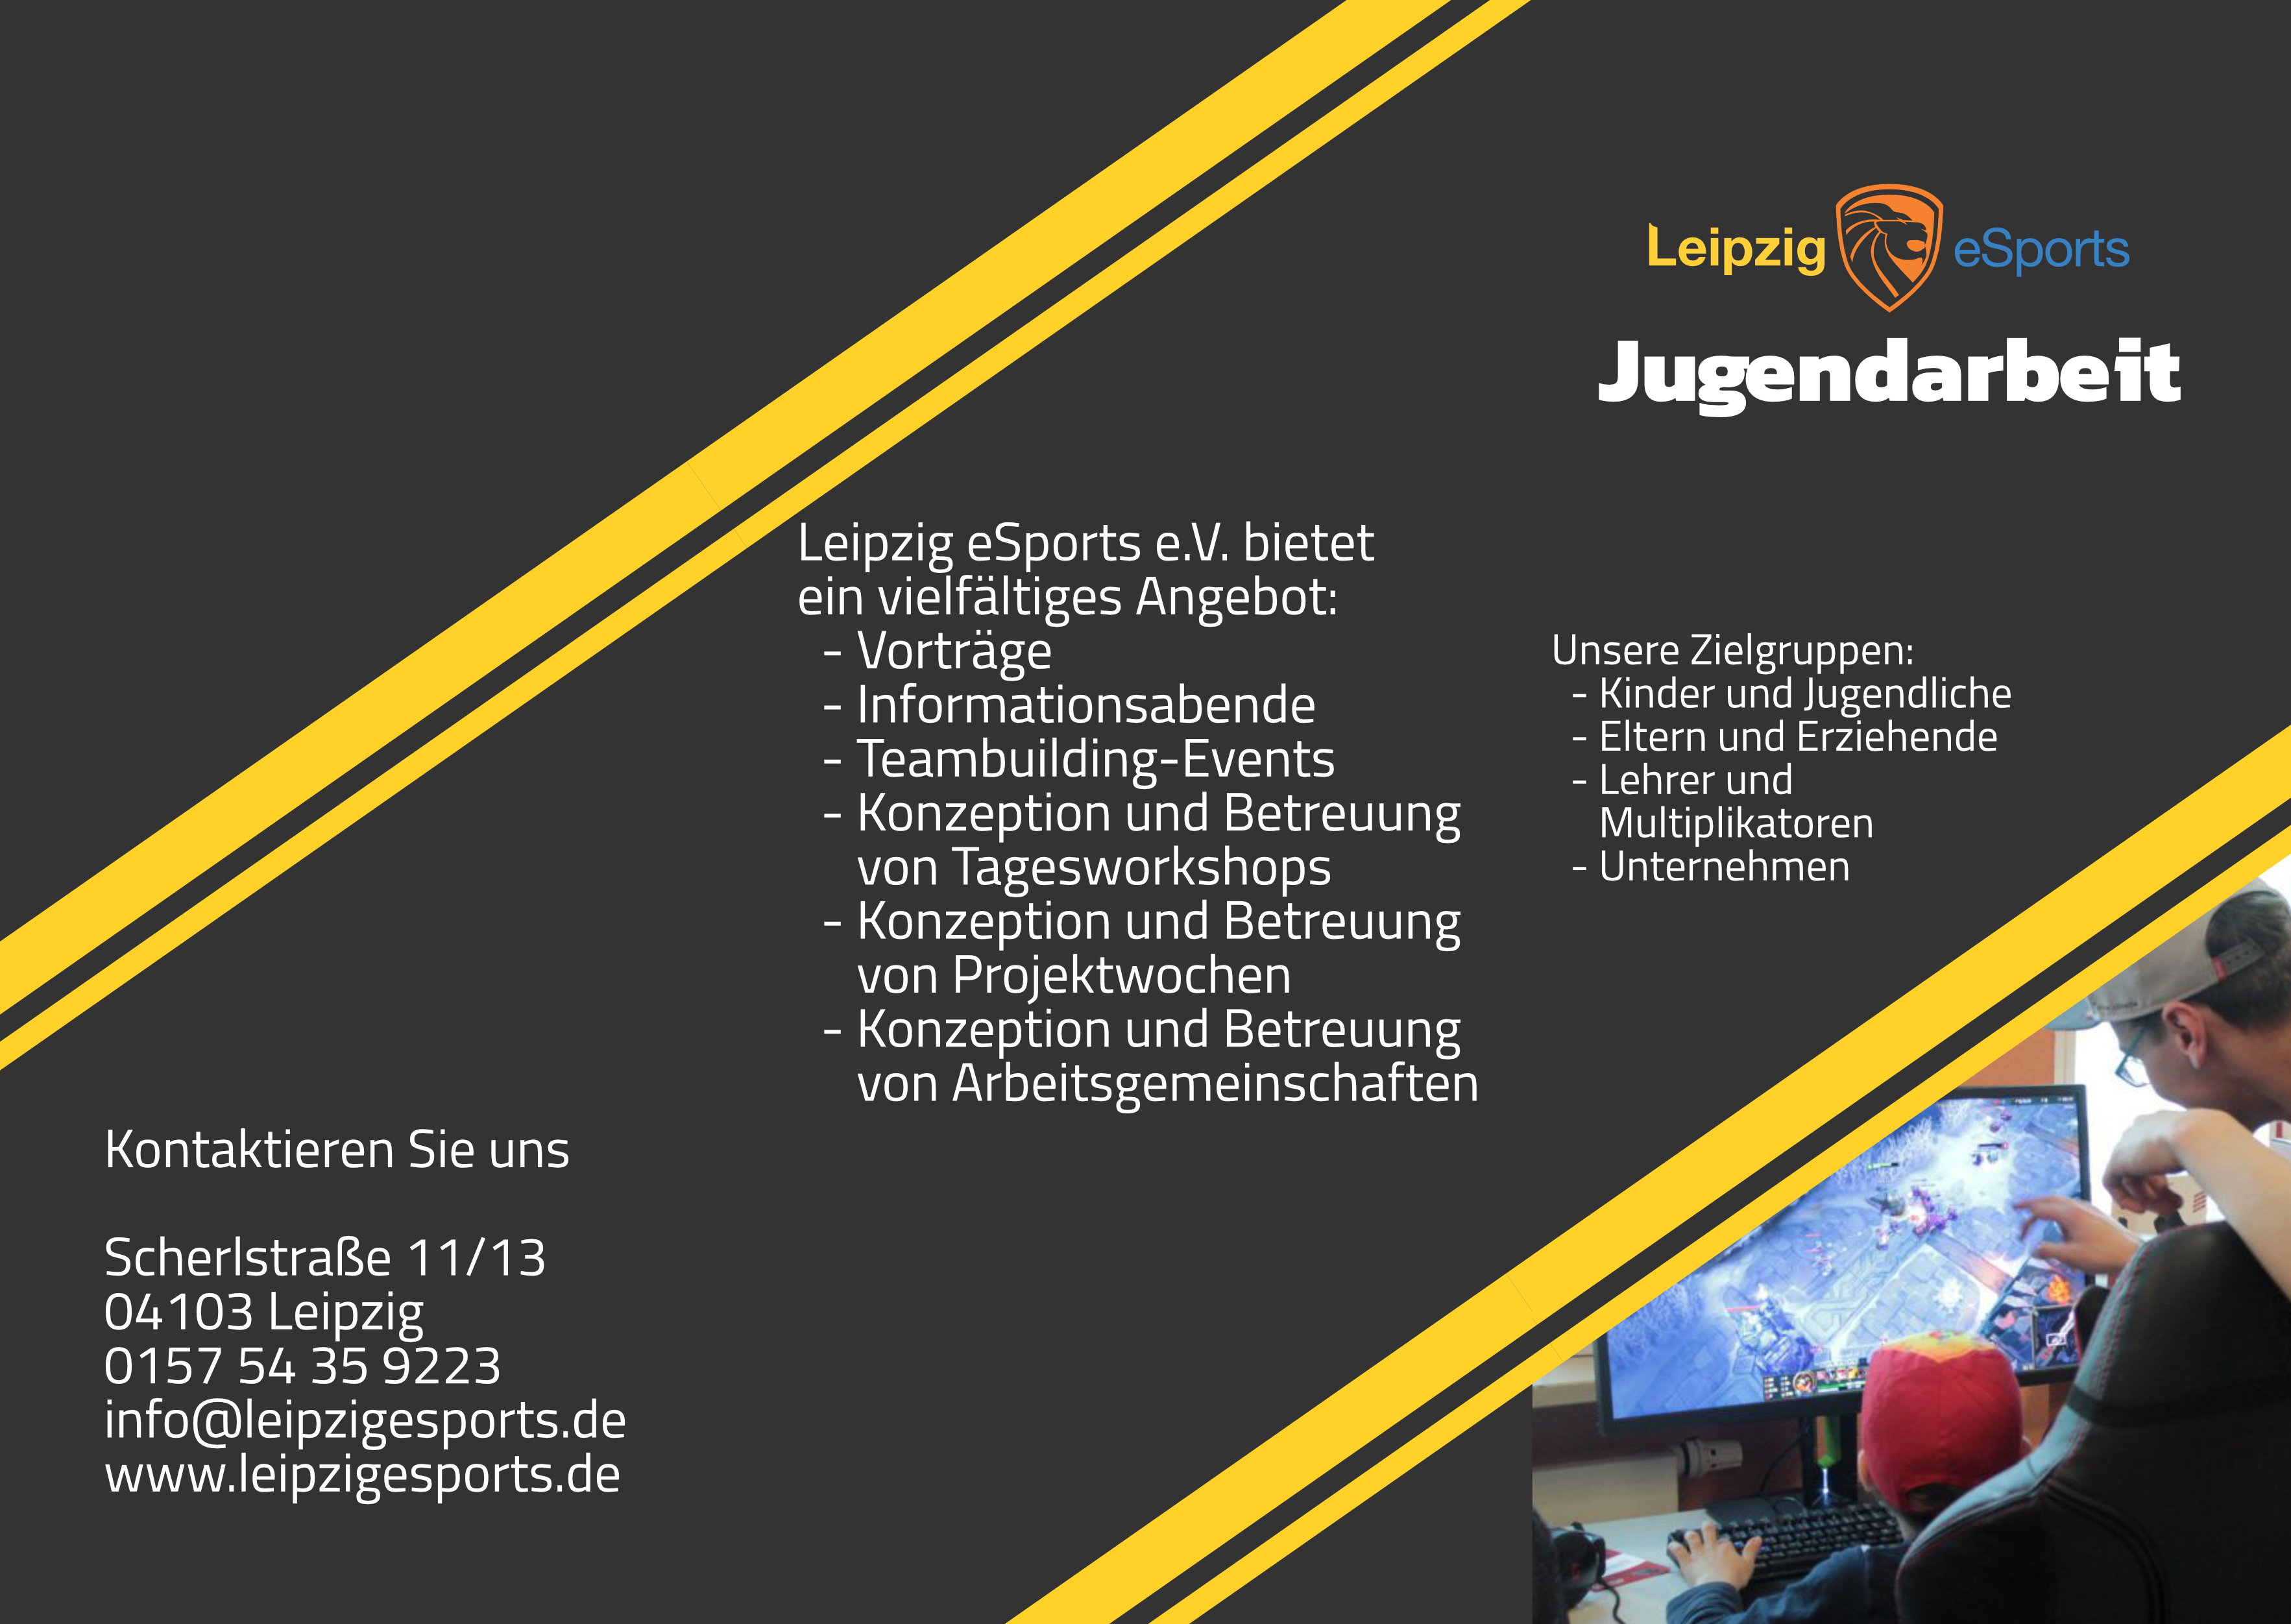 Leipzig eSports
Jugendarbeit
Leipzig eSports e.V. bietet
ein vielfältiges Angebot:
- Vorträge
- Informationsabende
- Teambuilding-Events
- Konzeption und Betreuung
von Tagesworkshops
- Konzeption und Betreuung
von Projektwochen
- Konzeption und Betreuung
von Arbeitsgemeinschaften
Unsere Zielgruppen:
- Kinder und Jugendliche
- Eltern und Erziehende
- Lehrer und
Multiplikatoren
- Unternehmen
Kontaktieren Sie uns
Scherlstraße 11/13
04103 Leipzig
0157 54 35 9223
info@leipzigesports.de
www.leipzigesports.de